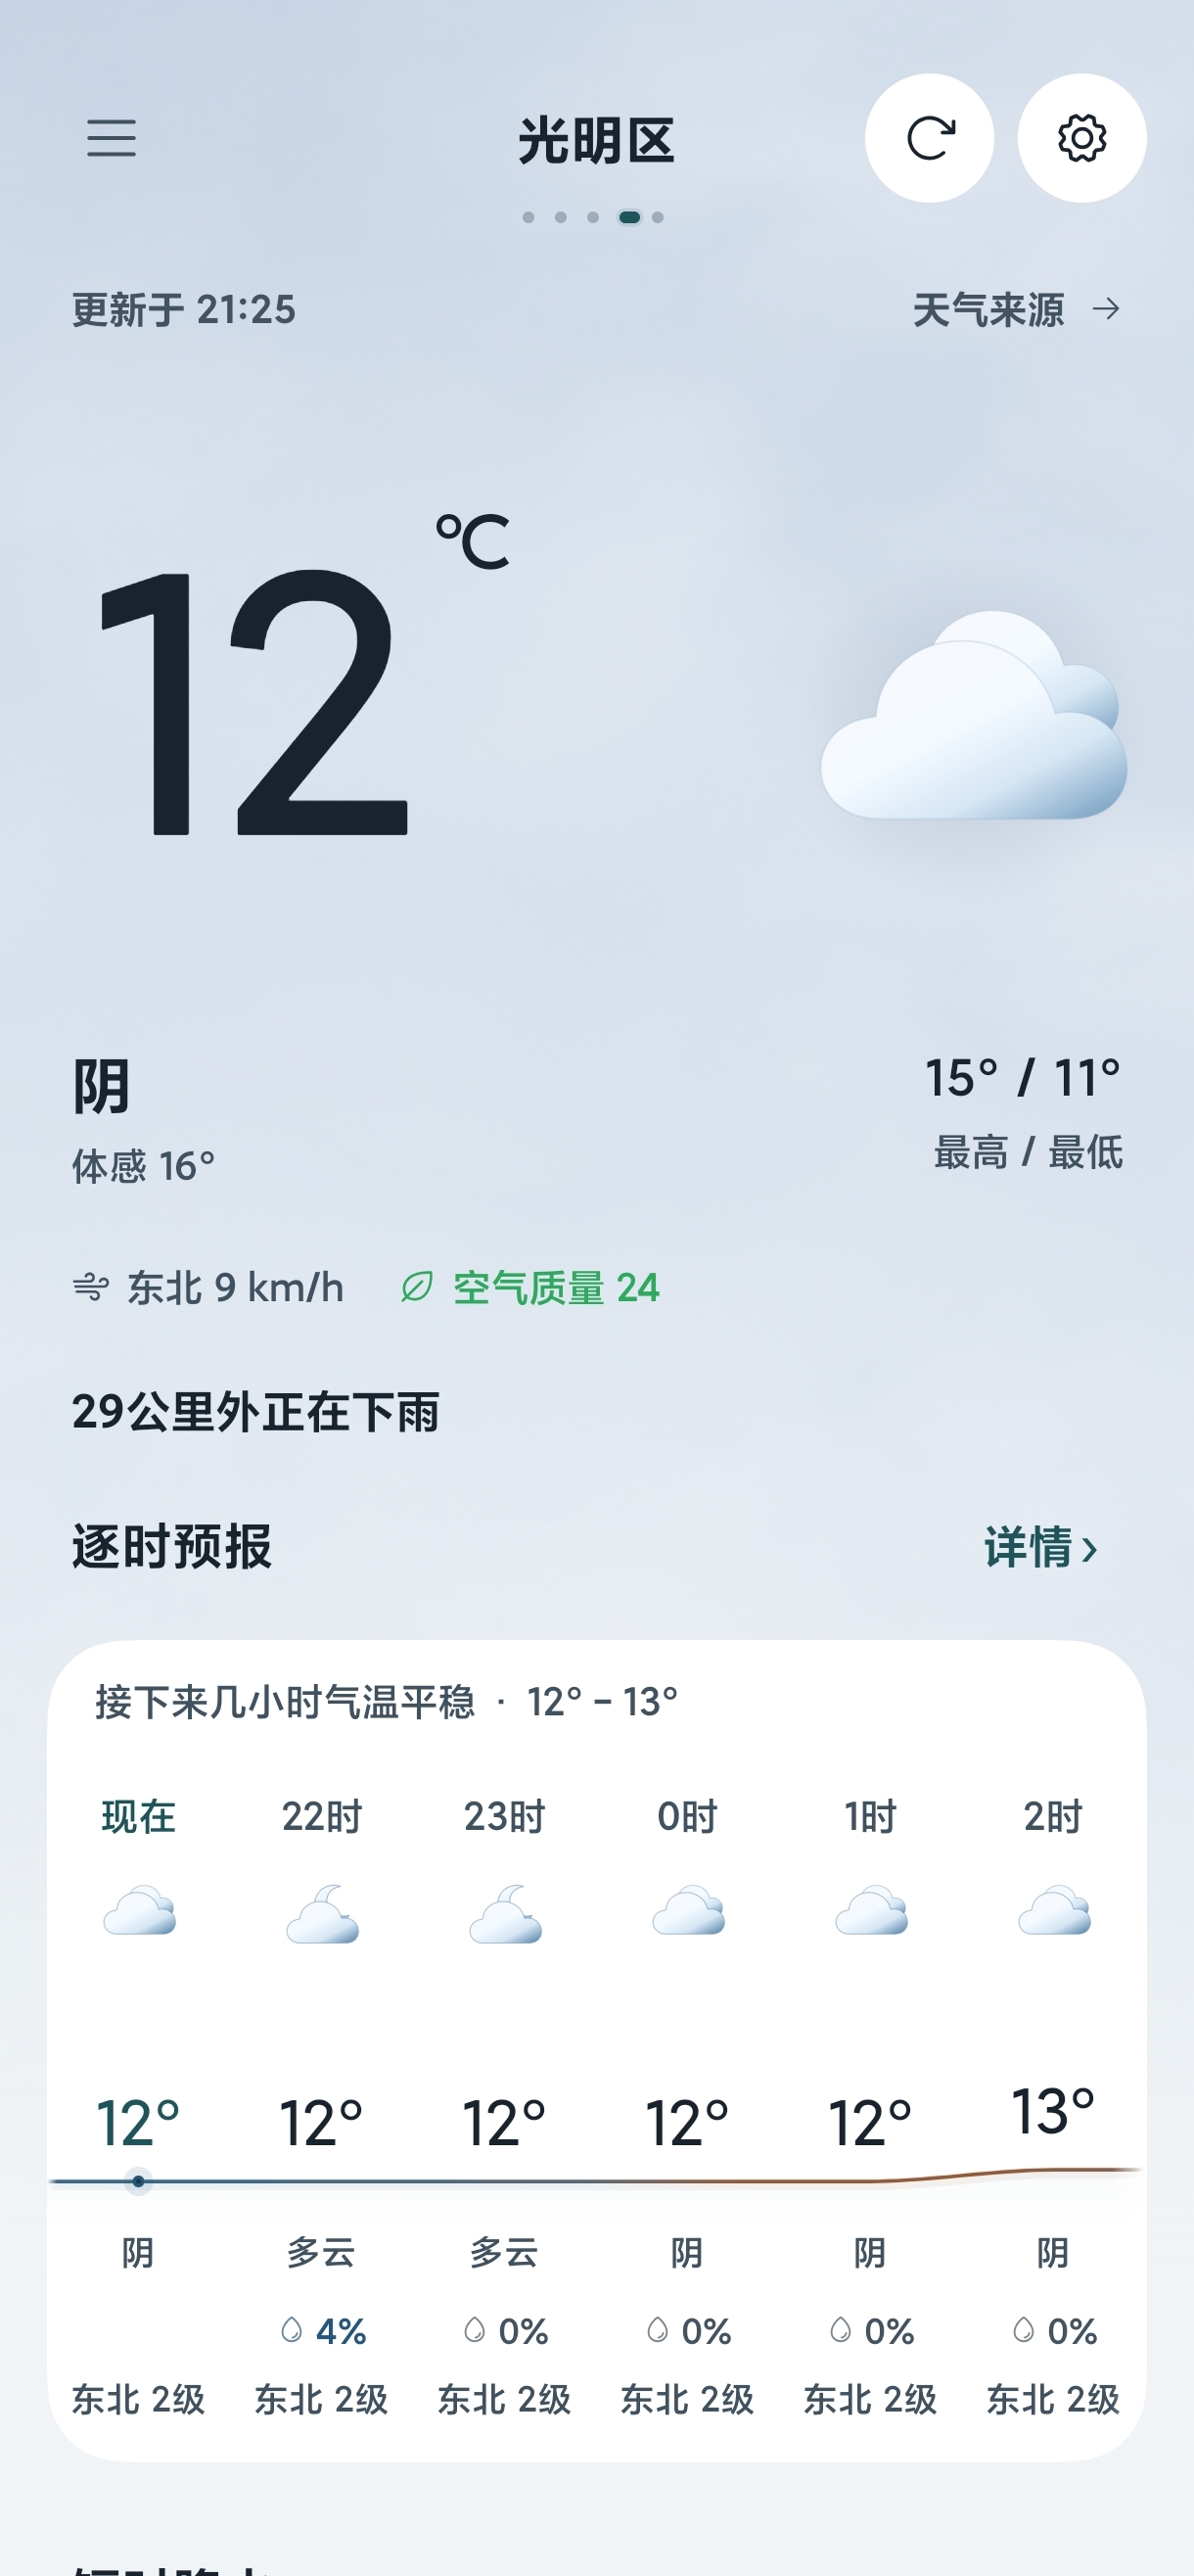 光明区
更新于 21:25
天气来源 →
12 °C
阴
15° / 11°
体感 16°
最高 / 最低
东北 9 km/h
空气质量 24
29公里外正在下雨
逐时预报
详情›
接下来几小时气温平稳 · 12° – 13°
现在 22时 23时 0时 1时 2时
12° 12° 12° 12° 12° 13°
阴 多云 多云 阴 阴 阴
4% 0% 0% 0% 0%
东北 2级 东北 2级 东北 2级 东北 2级 东北 2级 东北 2级